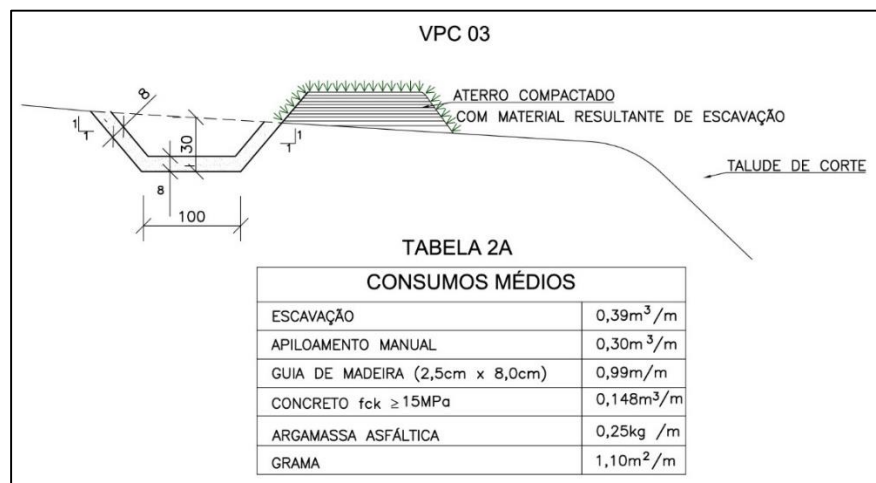 VPC 03
8
1
1
30
8
100
1
1
ATERRO COMPACTADO
COM MATERIAL RESULTANTE DE ESCAVAÇÃO
TALUDE DE CORTE
TABELA 2A
CONSUMOS MÉDIOS
ESCAVAÇÃO 0,39m³/m
APILOAMENTO MANUAL 0,30m³/m
GUIA DE MADEIRA (2,5cm x 8,0cm) 0,99m/m
CONCRETO fck ≥15MPa 0,148m³/m
ARGAMASSA ASFÁLTICA 0,25kg /m
GRAMA 1,10m²/m